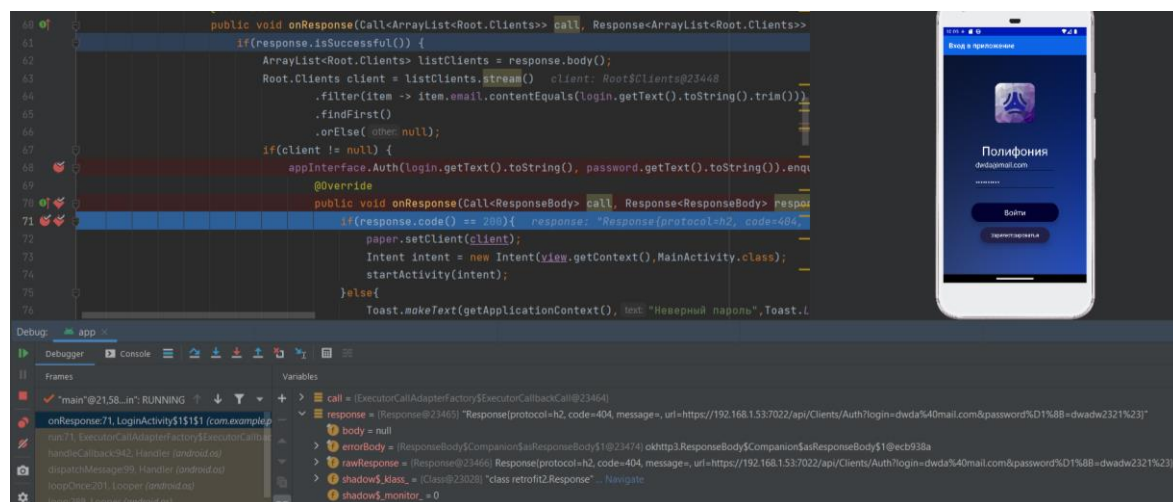 60 public void onResponse(Call<ArrayList<Root.Clients>> call, Response<ArrayList<Root.Clients>>
61 if(response.isSuccessful()) {
62 ArrayList<Root.Clients> listClients = response.body();
63 Root.Clients client = listClients.stream() client: Root$Clients@23448
64 .filter(item -> item.email.contentEquals(login.getText().toString().trim()))
65 .findFirst()
66 .orElse( other: null);
67 if(client != null) {
68 appInterface.Auth(login.getText().toString(), password.getText().toString()).enqu
69 @Override
70 public void onResponse(Call<ResponseBody> call, Response<ResponseBody> respon
71 if(response.code() == 200){ response: "Response{protocol=h2, code=404,
72 paper.setClient(client);
73 Intent intent = new Intent(view.getContext(),MainActivity.class);
74 startActivity(intent);
75 }else{
76 Toast.makeText(getApplicationContext(), text: "Неверный пароль",Toast.L
Вход в приложение
Полифония
dwda@mail.com
Войти
Зарегистрироваться
Debug: app
Debugger Console
Frames Variables
"main"@21,58...in": RUNNING
onResponse:71, LoginActivity$1$1$1 (com.example.p
run:71, ExecutorCallAdapterFactory$ExecutorCallbac
handleCallback:942, Handler (android.os)
dispatchMessage:99, Handler (android.os)
loopOnce:201, Looper (android.os)
loop:288, Looper (android.os)
call = {ExecutorCallAdapterFactory$ExecutorCallbackCall@23464}
response = {Response@23465} "Response{protocol=h2, code=404, message=, url=https://192.168.1.53:7022/api/Clients/Auth?login=dwda%40mail.com&password%D1%8B=dwadw2321%23}"
body = null
errorBody = {ResponseBody$Companion$asResponseBody$1@23474} okhttp3.ResponseBody$Companion$asResponseBody$1@ecb938a
rawResponse = {Response@23466} Response{protocol=h2, code=404, message=, url=https://192.168.1.53:7022/api/Clients/Auth?login=dwda%40mail.com&password%D1%8B=dwadw2321%23}
shadow$_klass_ = {Class@23028} "class retrofit2.Response" ... Navigate
shadow$_monitor_ = 0